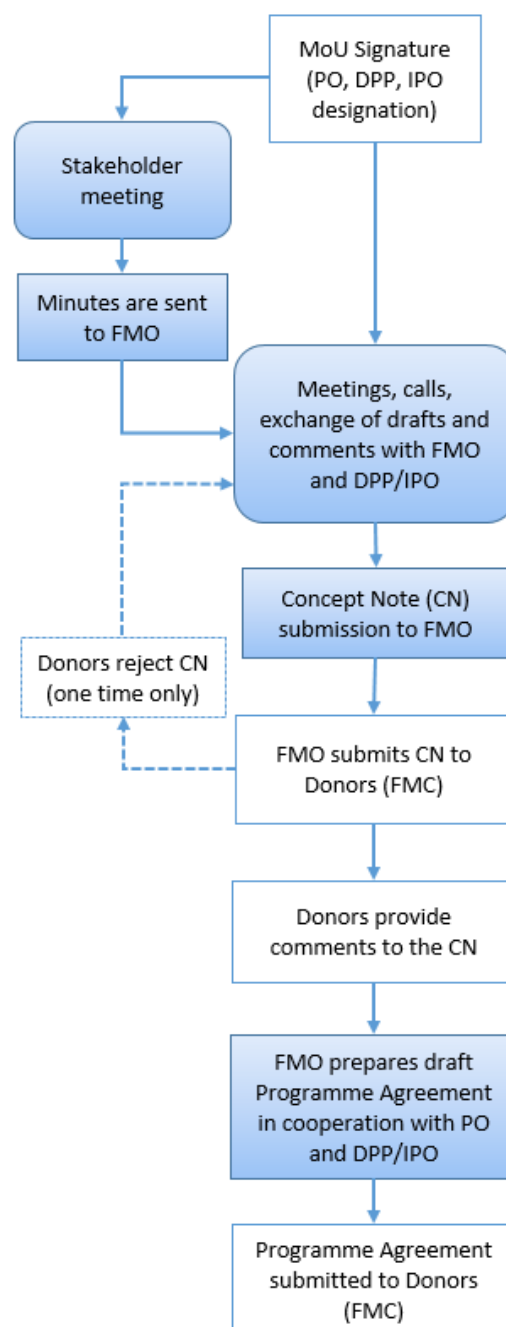 MoU Signature
(PO, DPP, IPO
designation)
Stakeholder
meeting
Minutes are sent
to FMO
Meetings, calls,
exchange of drafts and
comments with FMO
and DPP/IPO
Concept Note (CN)
submission to FMO
Donors reject CN
(one time only)
FMO submits CN to
Donors (FMC)
Donors provide
comments to the CN
FMO prepares draft
Programme Agreement
in cooperation with PO
and DPP/IPO
Programme Agreement
submitted to Donors
(FMC)